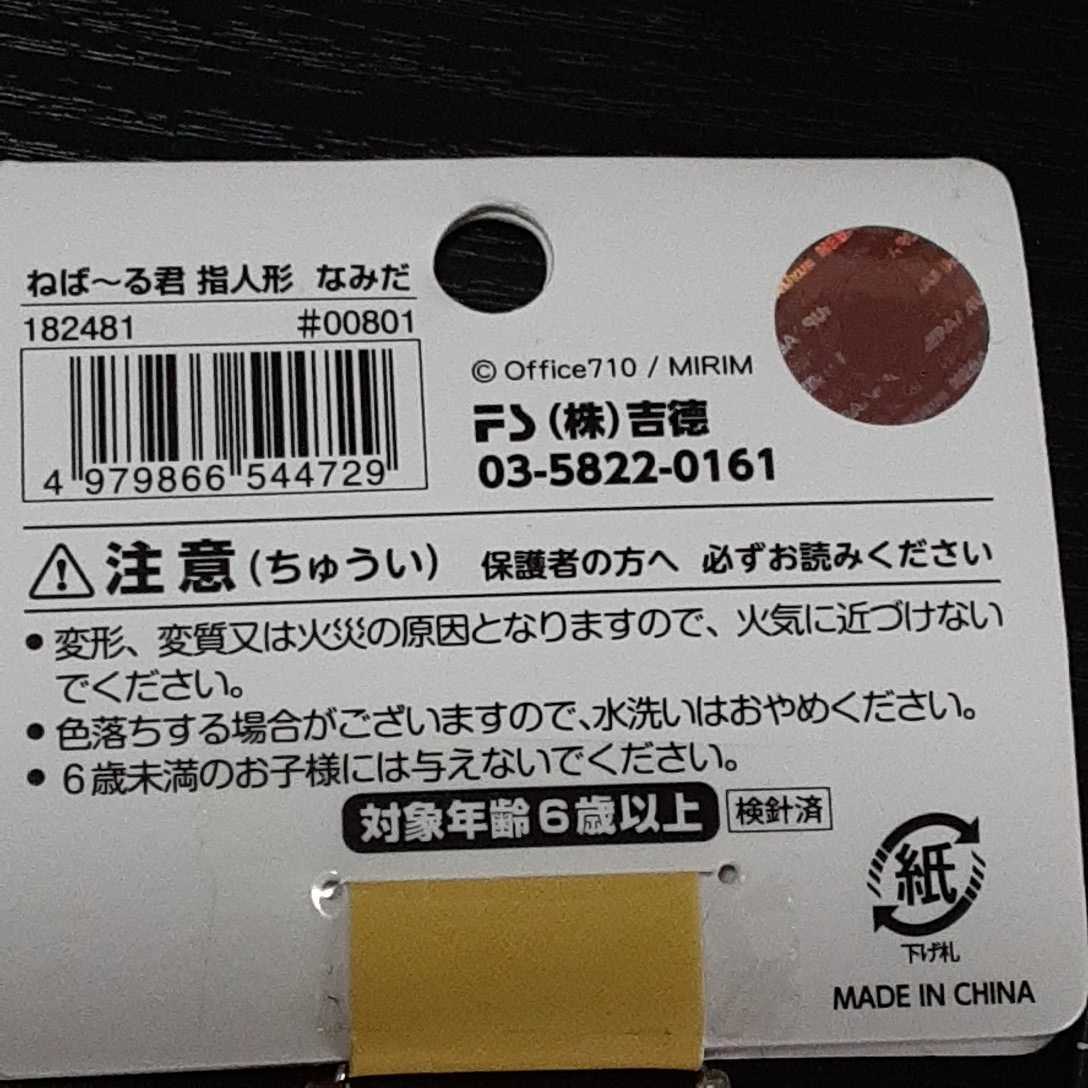 ねば～る君 指人形 なみだ
182481 #00801
4 979866 544729
© Office710 / MIRIM
(株)吉德
03-5822-0161
注意(ちゅうい) 保護者の方へ 必ずお読みください
● 変形、変質又は火災の原因となりますので、火気に近づけない
でください。
● 色落ちする場合がございますので、水洗いはおやめください。
● 6歳未満のお子様には与えないでください。
対象年齢6歳以上 検針済
紙
下げ札
MADE IN CHINA